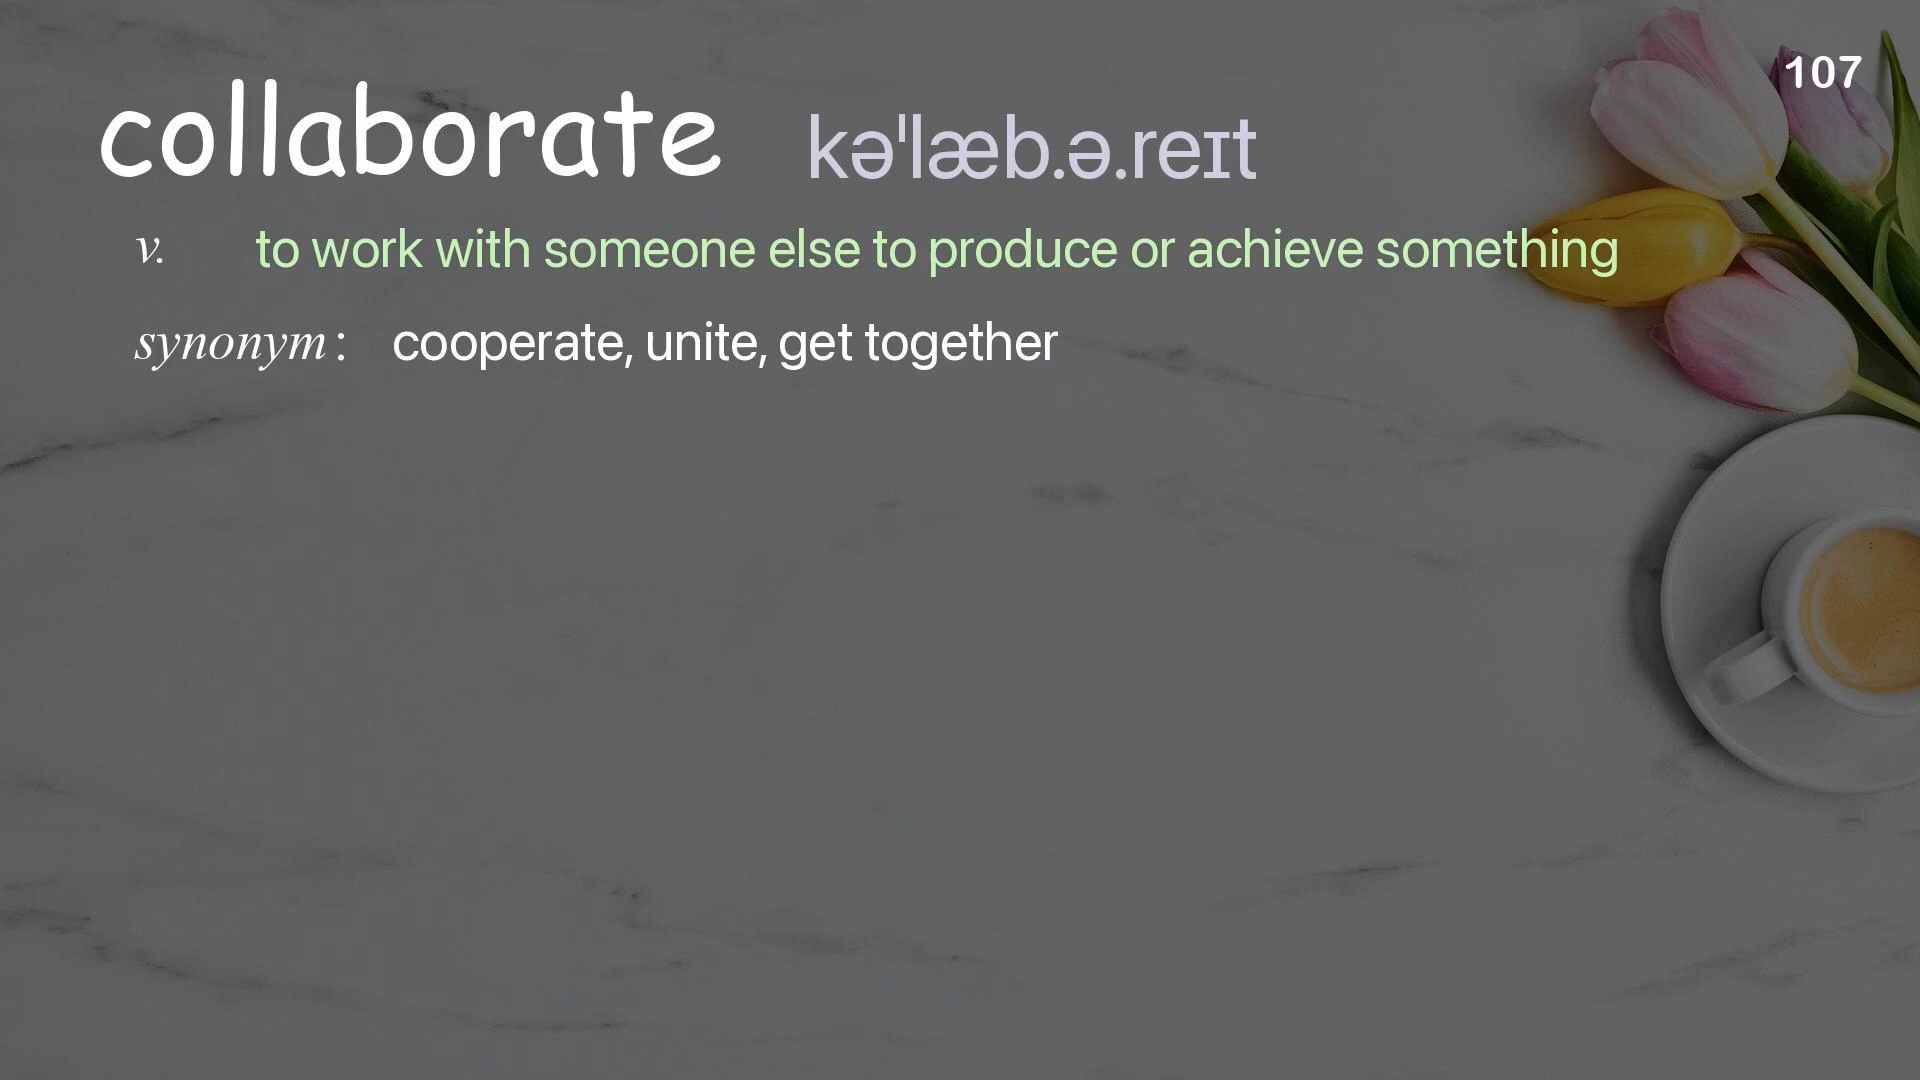 107
collaborate kəˈlæb.ə.reɪt
v. to work with someone else to produce or achieve something
synonym : cooperate, unite, get together